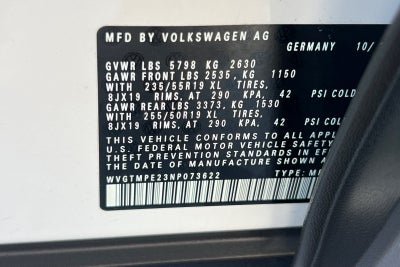 MFD BY VOLKSWAGEN AG
GERMANY 10/
GVWR LBS 5798 KG 2630
GAWR FRONT LBS 2535, KG 1150
WITH 235/55R19 XL TIRES,
8JX19 RIMS, AT 290 KPA, 42 PSI COLD
GAWR REAR LBS 3373, KG 1530
WITH 255/50R19 XL TIRES,
8JX19 RIMS, AT 290 KPA, 42 PSI COLD
THIS VEHICLE CONFORMS TO ALL APPL
U.S. FEDERAL MOTOR VEHICLE SAFETY
THEFT PREVENTION STANDARDS IN EFFE
THE DATE OF MANUFACTURE SHOWN A
WVGTMPE23NP073622 TYPE: MP